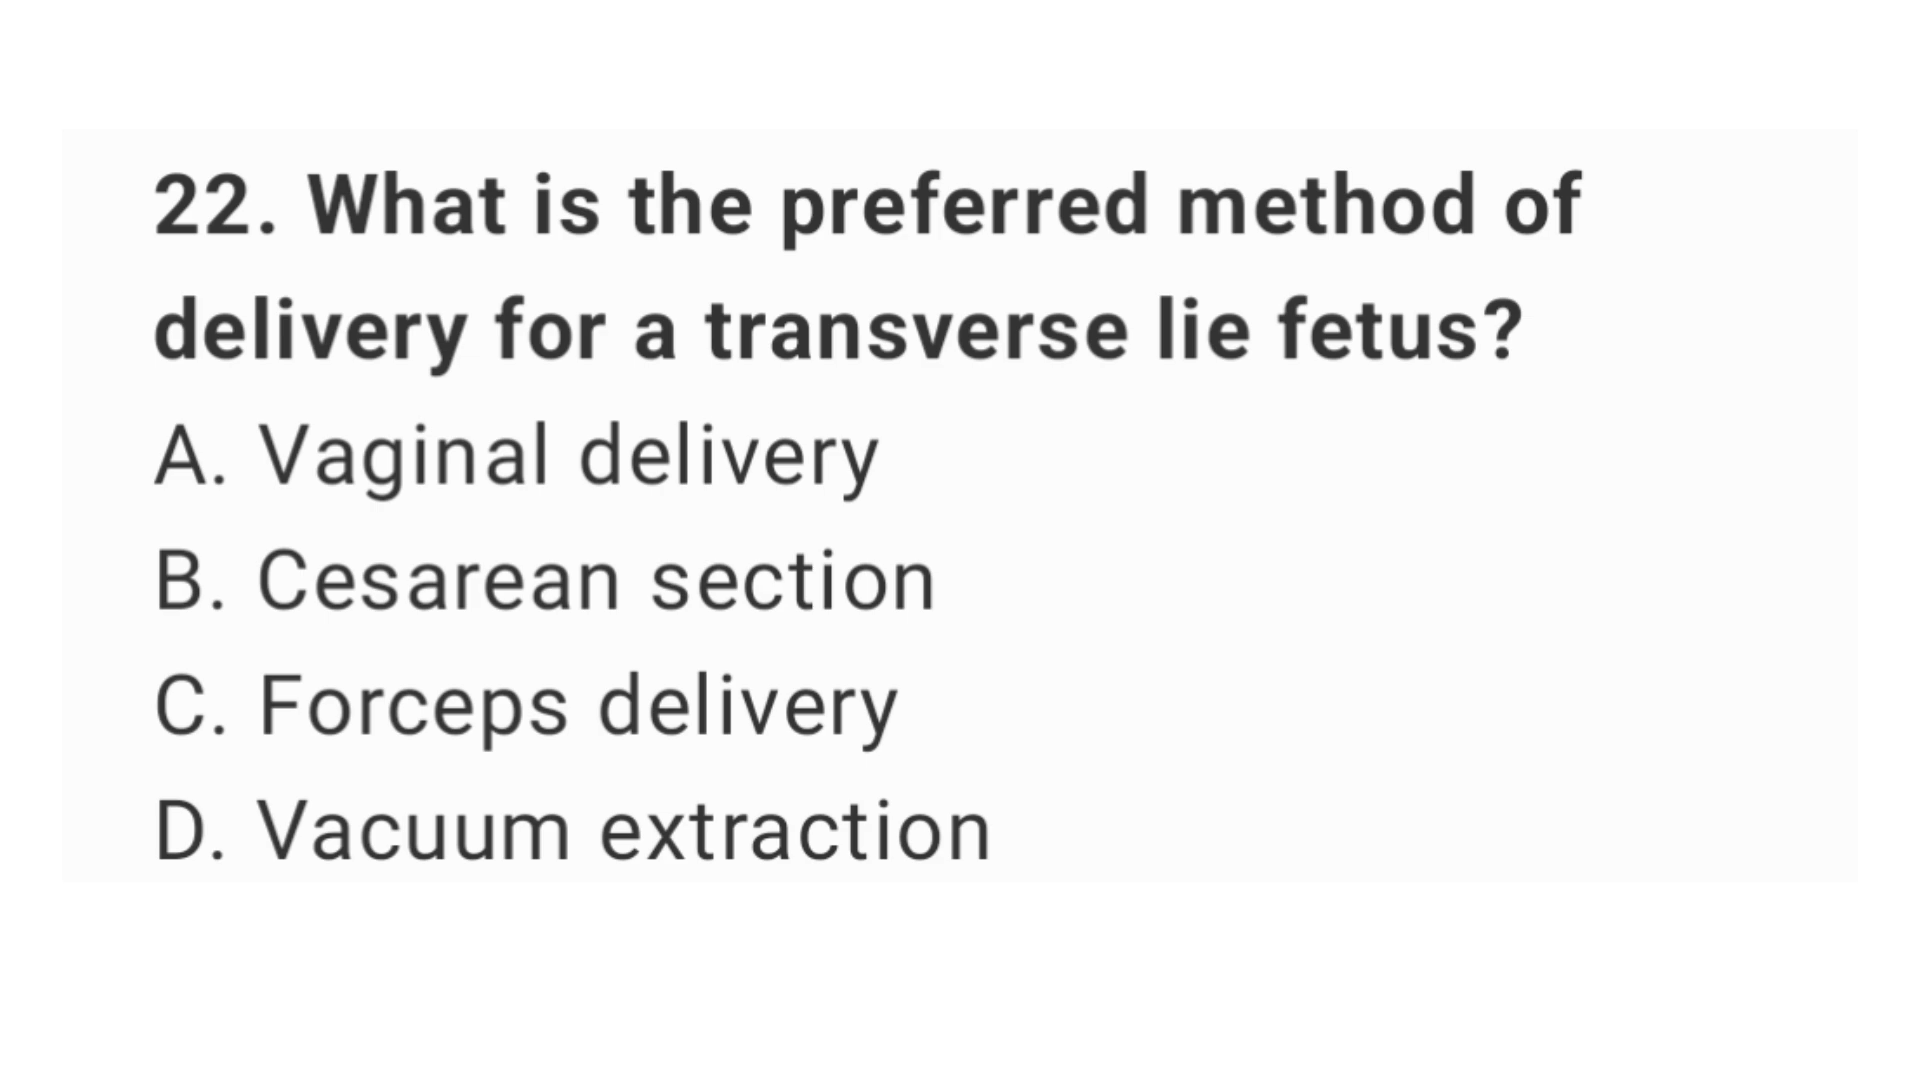 22. What is the preferred method of
delivery for a transverse lie fetus?
A. Vaginal delivery
B. Cesarean section
C. Forceps delivery
D. Vacuum extraction